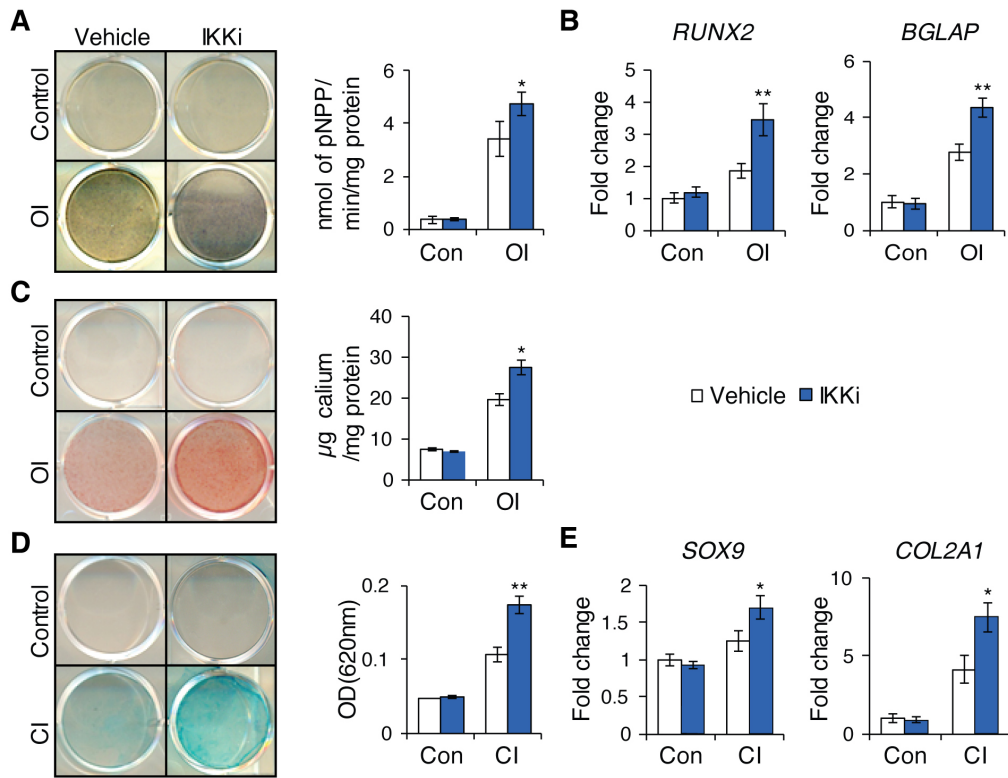 A
Vehicle IKKi
Control
OI
nmol of pNPP/
min/mg protein
6
4
2
0
*
Con OI
B
RUNX2
Fold change
5
4
3
2
1
0
**
Con OI
BGLAP
Fold change
6
4
2
0
**
Con OI
C
Control
OI
µg calium
/mg protein
40
30
20
10
0
*
Con OI
Vehicle IKKi
D
Control
CI
OD(620nm)
0.2
0.1
0
**
Con CI
E
SOX9
Fold change
2
1.5
1
0.5
0
*
Con CI
COL2A1
Fold change
10
5
0
*
Con CI